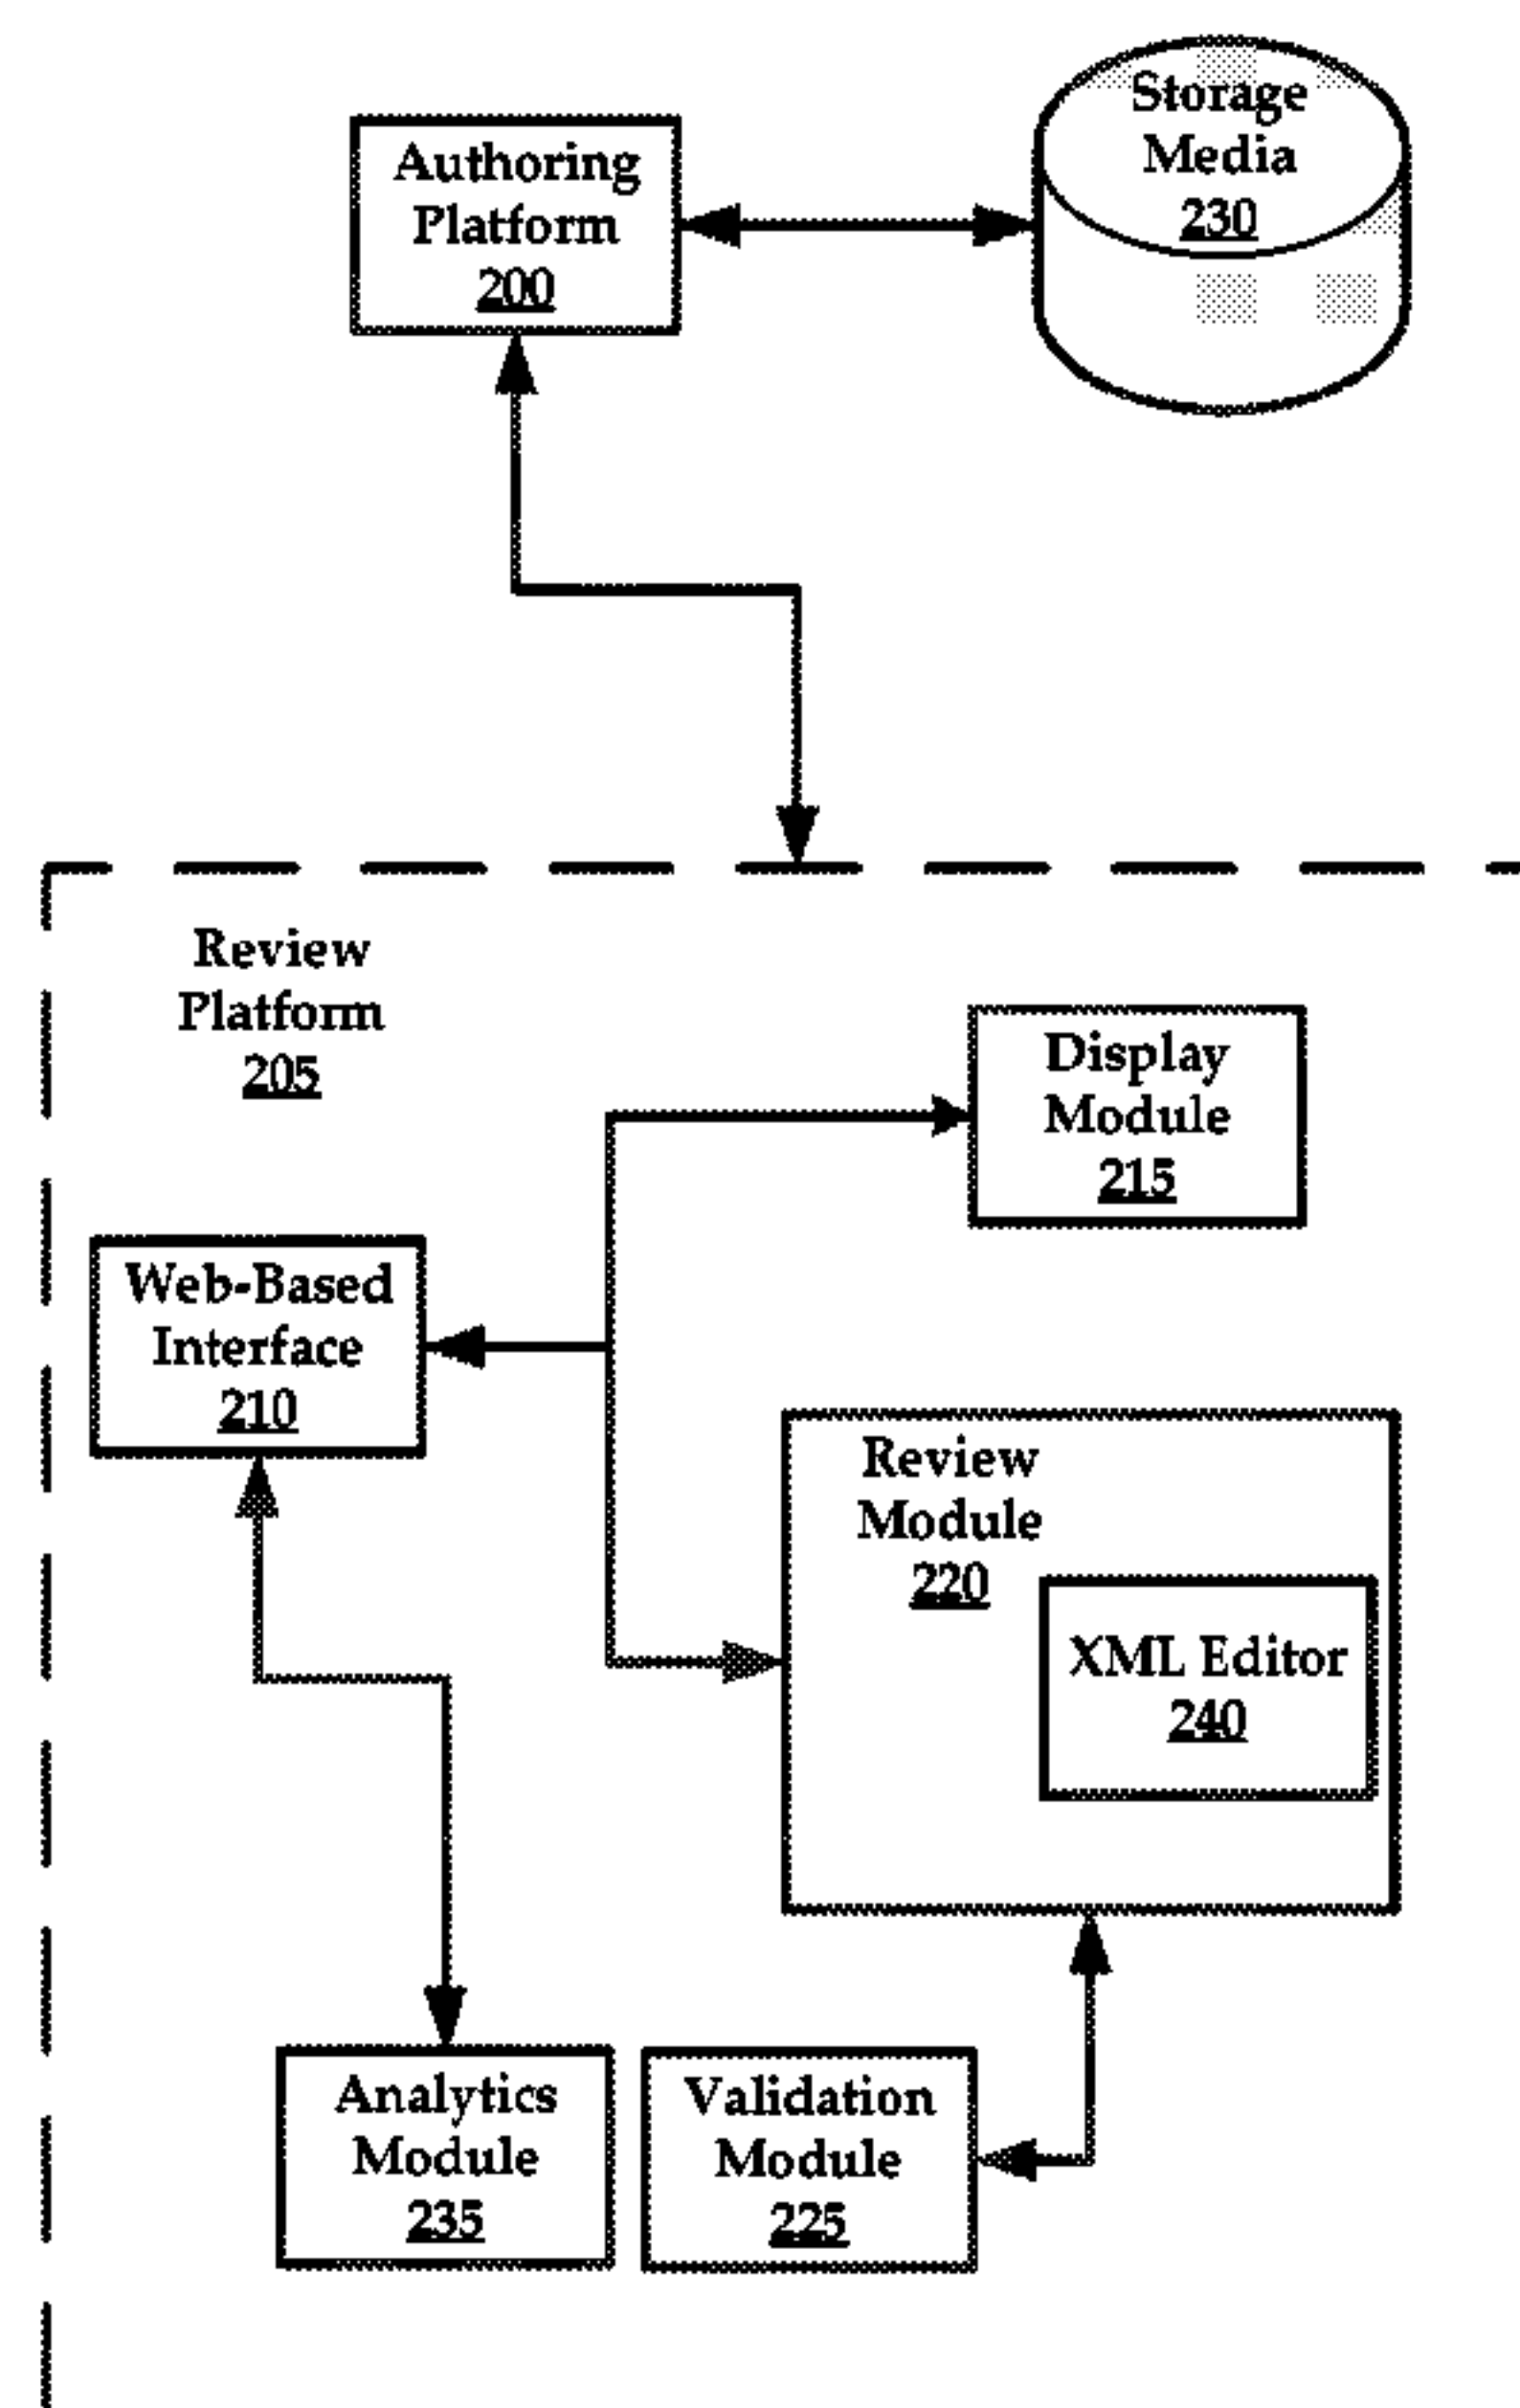 Authoring
Platform
200
Storage
Media
230
Review
Platform
205
Display
Module
215
Web-Based
Interface
210
Review
Module
220
XML Editor
240
Analytics
Module
235
Validation
Module
225